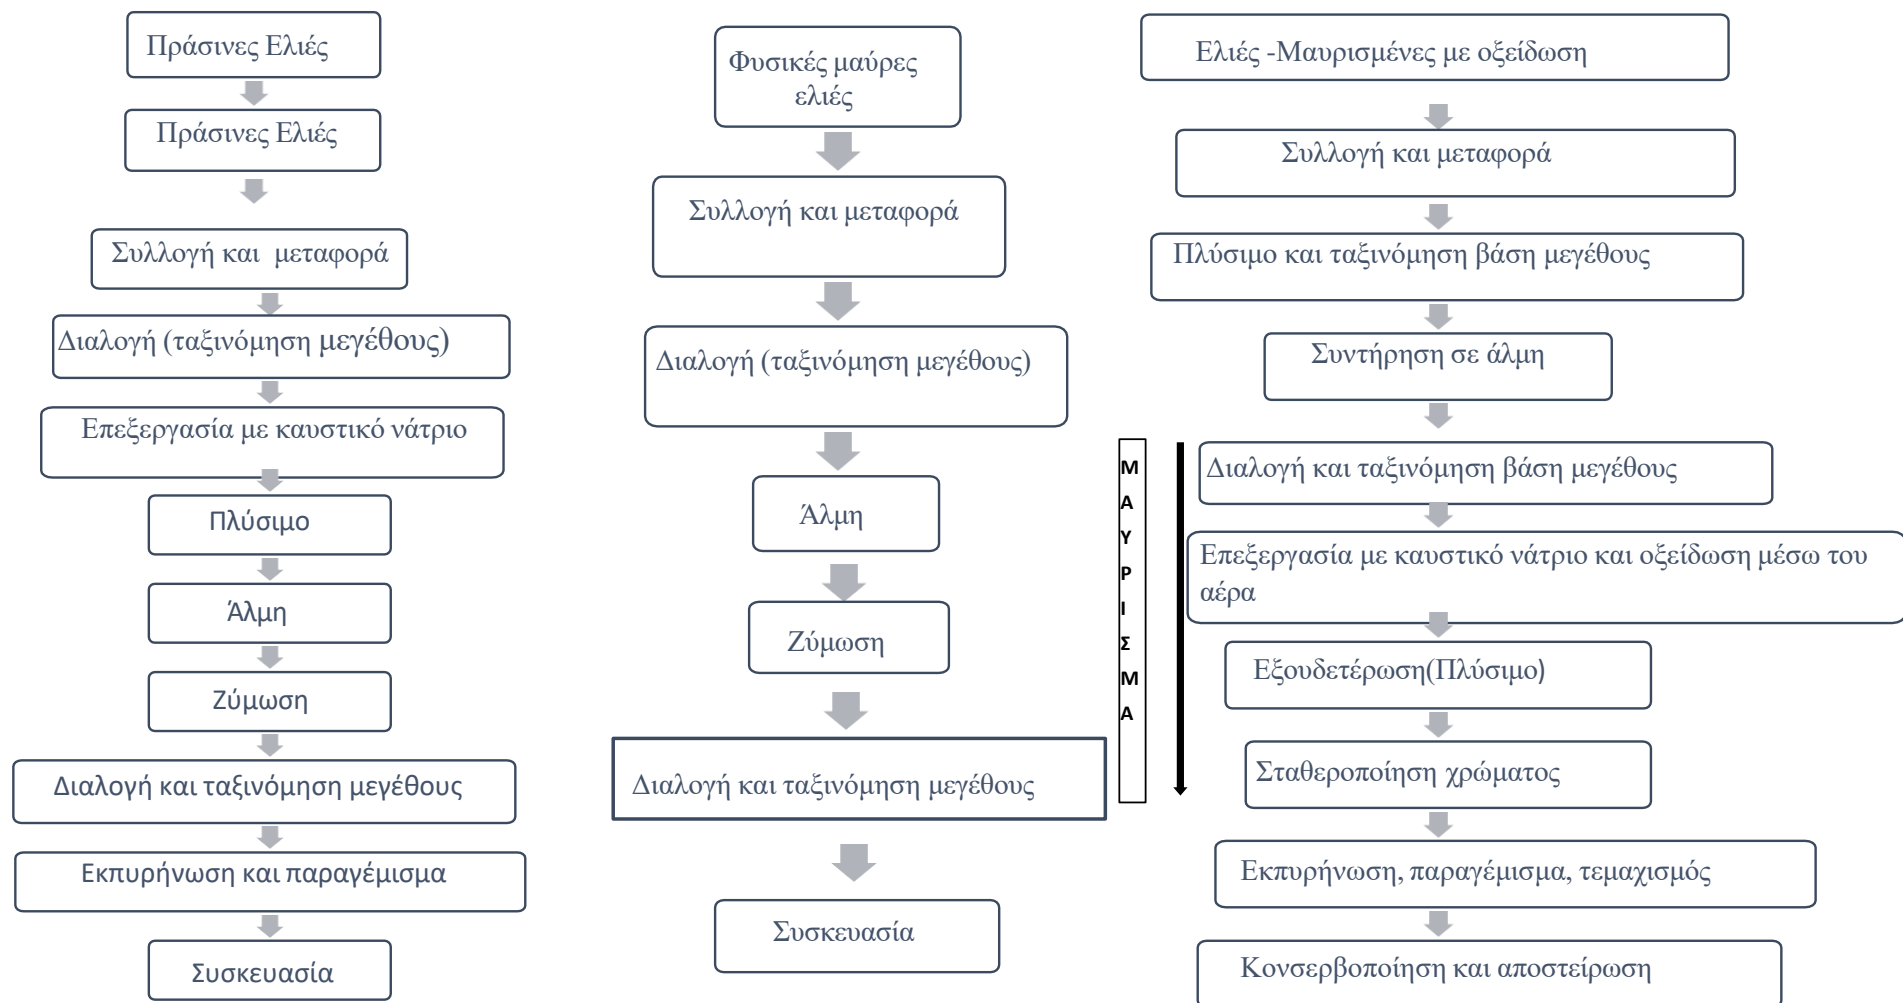 Πράσινες Ελιές
Πράσινες Ελιές
Συλλογή και μεταφορά
Διαλογή (ταξινόμηση μεγέθους)
Επεξεργασία με καυστικό νάτριο
Πλύσιμο
Άλμη
Ζύμωση
Διαλογή και ταξινόμηση μεγέθους
Εκπυρήνωση και παραγέμισμα
Συσκευασία
Φυσικές μαύρες
ελιές
Συλλογή και μεταφορά
Διαλογή (ταξινόμηση μεγέθους)
Άλμη
Ζύμωση
Διαλογή και ταξινόμηση μεγέθους
Συσκευασία
Ελιές -Μαυρισμένες με οξείδωση
Συλλογή και μεταφορά
Πλύσιμο και ταξινόμηση βάση μεγέθους
Συντήρηση σε άλμη
Μ
Α
Υ
Ρ
Ι
Σ
Μ
Α
Διαλογή και ταξινόμηση βάση μεγέθους
Επεξεργασία με καυστικό νάτριο και οξείδωση μέσω του
αέρα
Εξουδετέρωση(Πλύσιμο)
Σταθεροποίηση χρώματος
Εκπυρήνωση, παραγέμισμα, τεμαχισμός
Κονσερβοποίηση και αποστείρωση